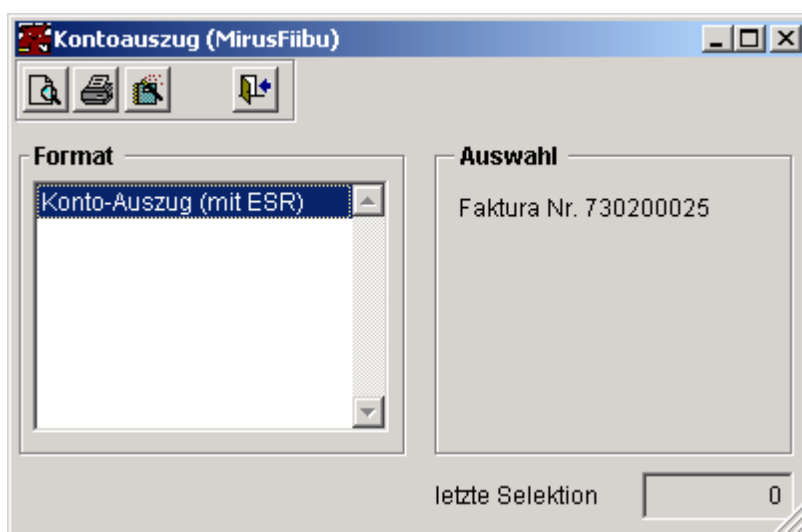 Kontoauszug (MirusFiibu)
Format
Konto-Auszug (mit ESR)
Auswahl
Faktura Nr. 730200025
letzte Selektion 0